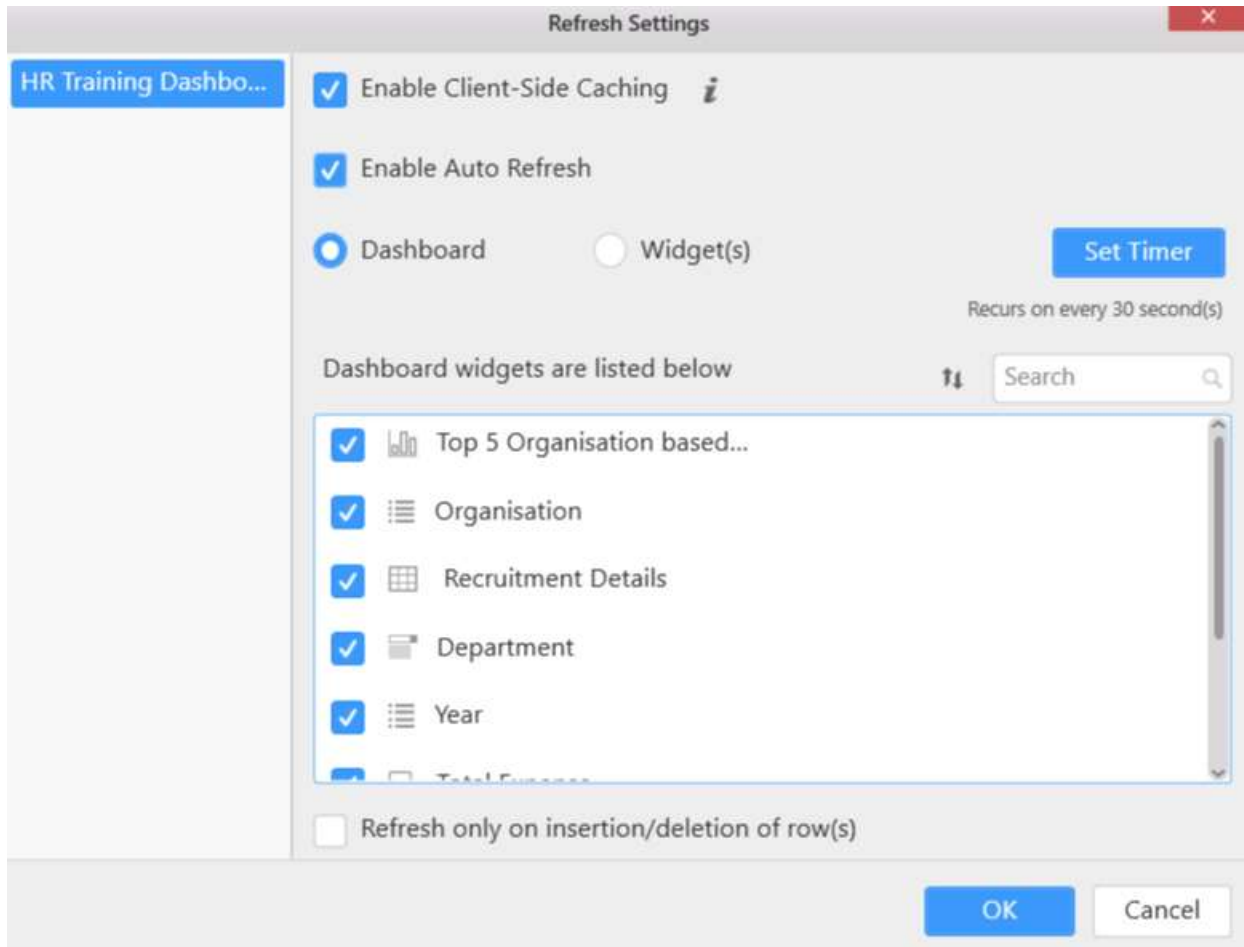 Refresh Settings
HR Training Dashbo...
Enable Client-Side Caching i
Enable Auto Refresh
Dashboard Widget(s) Set Timer
Recurs on every 30 second(s)
Dashboard widgets are listed below Search
Top 5 Organisation based...
Organisation
Recruitment Details
Department
Year
Refresh only on insertion/deletion of row(s)
OK Cancel